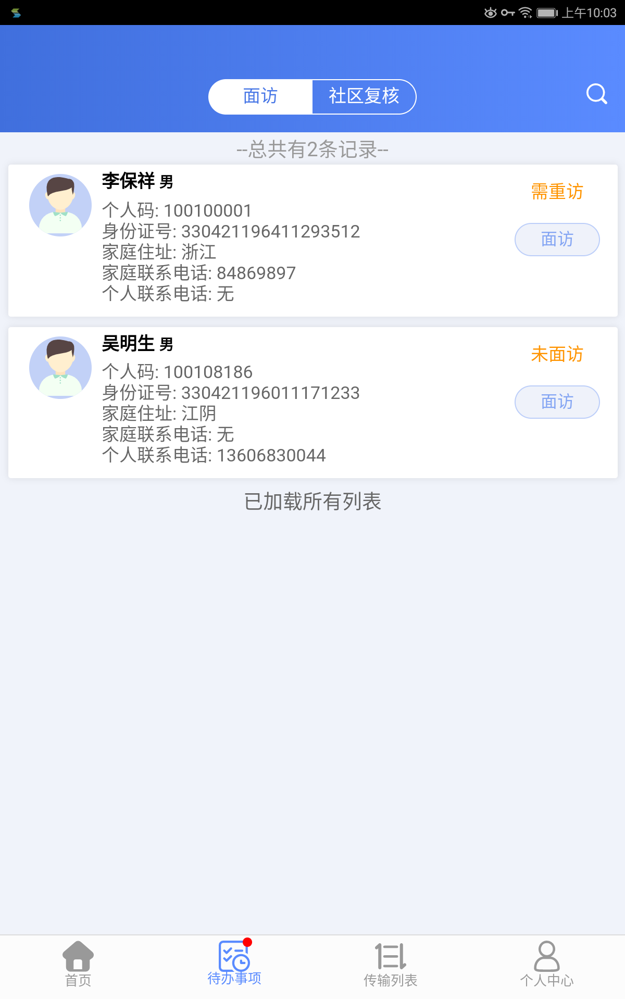 上午10:03
面访 社区复核
--总共有2条记录--
李保祥 男
需重访
个人码: 100100001
身份证号: 330421196411293512
面访
家庭住址: 浙江
家庭联系电话: 84869897
个人联系电话: 无
吴明生 男
未面访
个人码: 100108186
身份证号: 330421196011171233
面访
家庭住址: 江阴
家庭联系电话: 无
个人联系电话: 13606830044
已加载所有列表
首页 待办事项 传输列表 个人中心